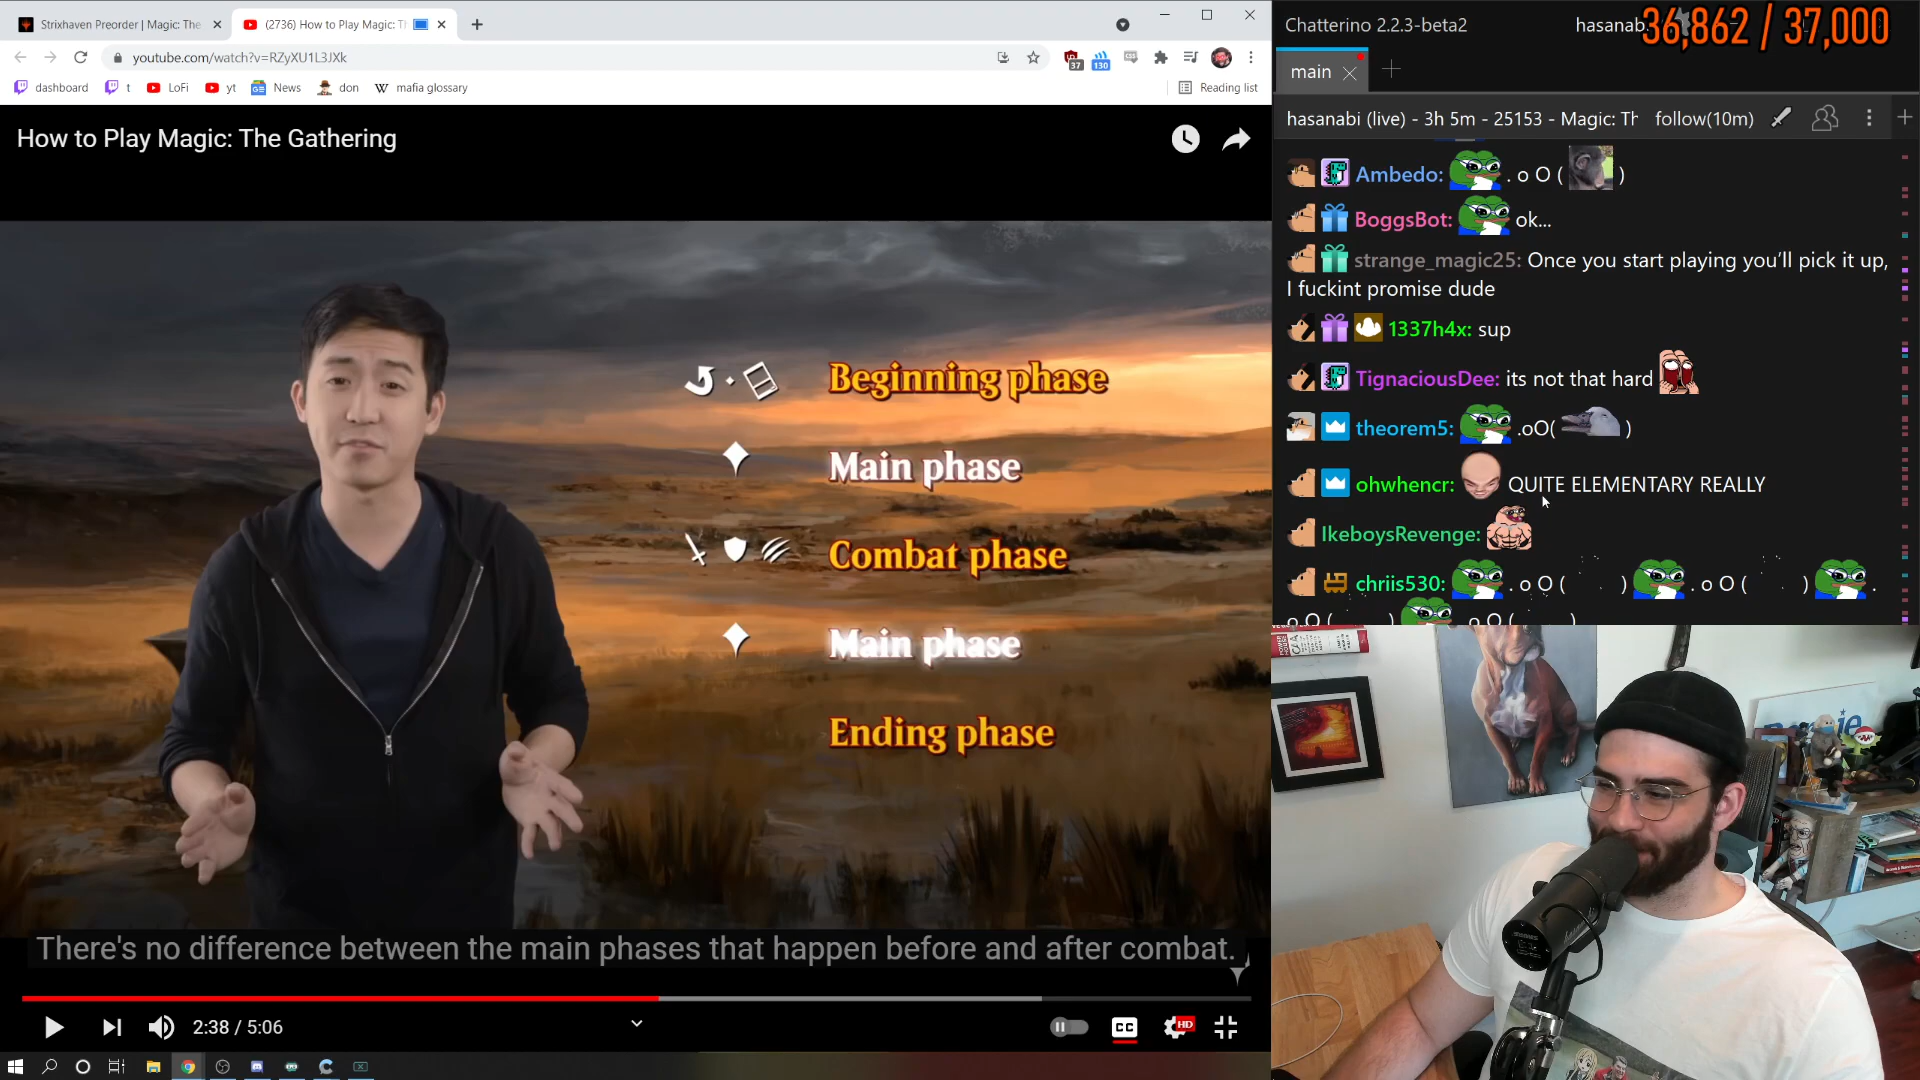 Strixhaven Preorder | Magic: The
(2736) How to Play Magic: T
youtube.com/watch?v=RZyXU1L3JXk
37
130
dashboard
t
LoFi
yt
News
don
mafia glossary
Reading list
How to Play Magic: The Gathering
Beginning phase
Main phase
Combat phase
Main phase
Ending phase
There's no difference between the main phases that happen before and after combat.
2:38 / 5:06
CC
HD
Chatterino 2.2.3-beta2
hasanab
36,862 / 37,000
main
hasanabi (live) - 3h 5m - 25153 - Magic: Th
follow(10m)
Ambedo: . o O ( )
BoggsBot: ok...
strange_magic25: Once you start playing you'll pick it up,
I fuckint promise dude
1337h4x: sup
TignaciousDee: its not that hard
theorem5: .oO( )
ohwhencr: QUITE ELEMENTARY REALLY
IkeboysRevenge:
chriis530: . o O ( ) . o O ( ) .
o O ( ) . o O ( )